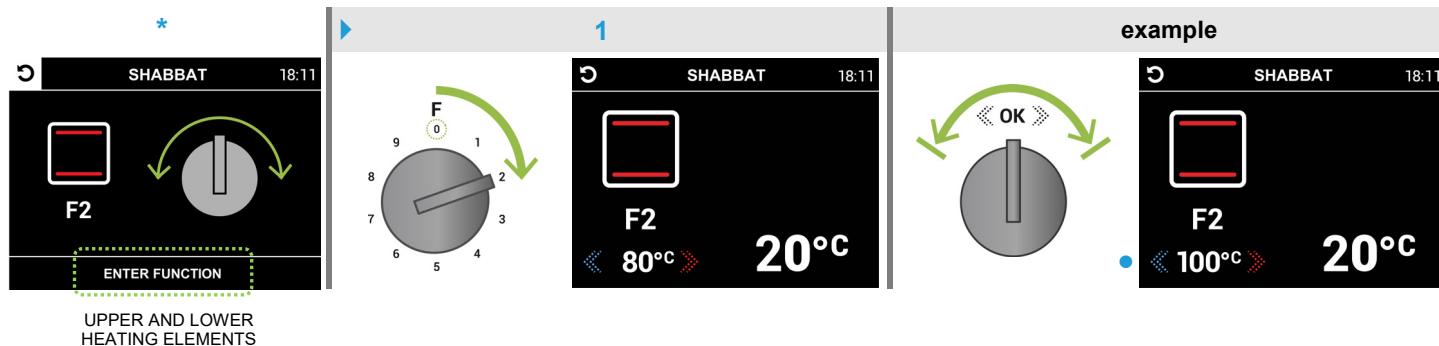 *
SHABBAT 18:11
F2
ENTER FUNCTION
UPPER AND LOWER
HEATING ELEMENTS
1
F
0
1
2
3
4
5
6
7
8
9
SHABBAT 18:11
F2
80°C
20°C
example
OK
SHABBAT 18:11
F2
100°C
20°C